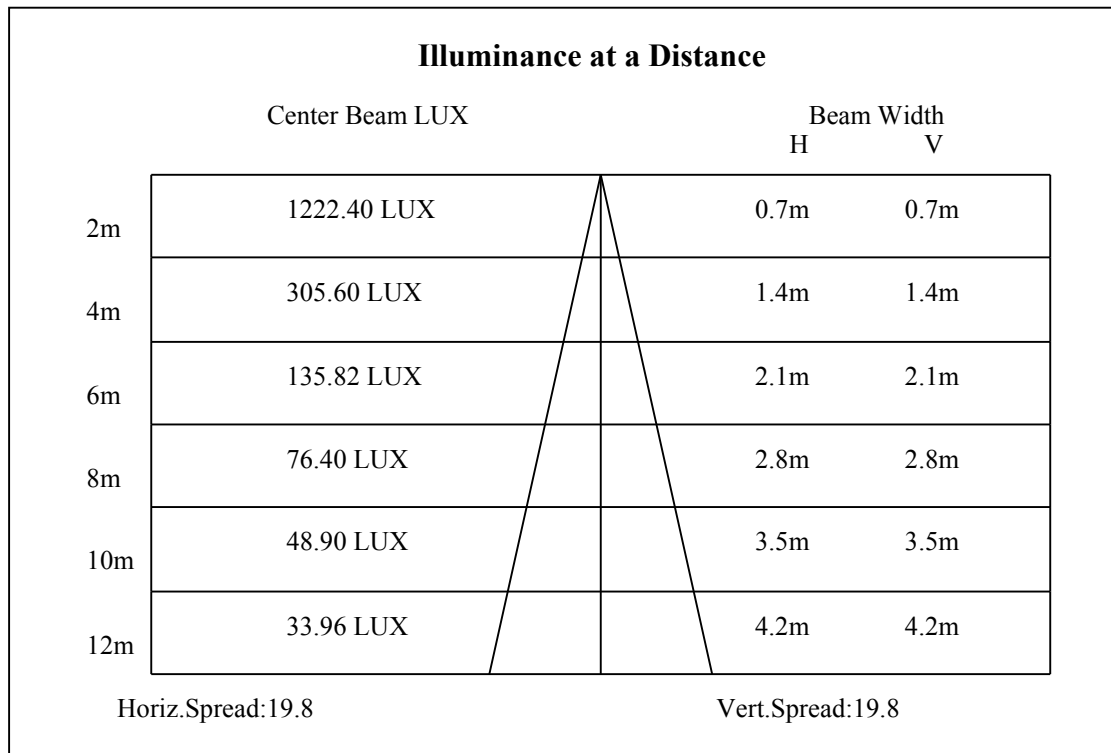 Illuminance at a Distance
Center Beam LUX Beam Width
H V
2m 1222.40 LUX 0.7m 0.7m
4m 305.60 LUX 1.4m 1.4m
6m 135.82 LUX 2.1m 2.1m
8m 76.40 LUX 2.8m 2.8m
10m 48.90 LUX 3.5m 3.5m
12m 33.96 LUX 4.2m 4.2m
Horiz.Spread:19.8 Vert.Spread:19.8